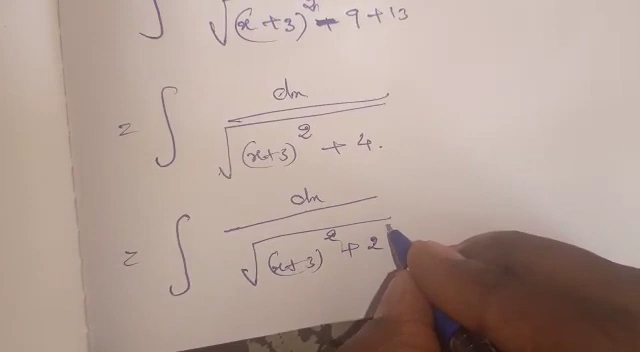 ∫ √(x+3)² - 9+13
= ∫ dx / √(x+3)² + 4.
= ∫ dx / √(x+3)² + 2